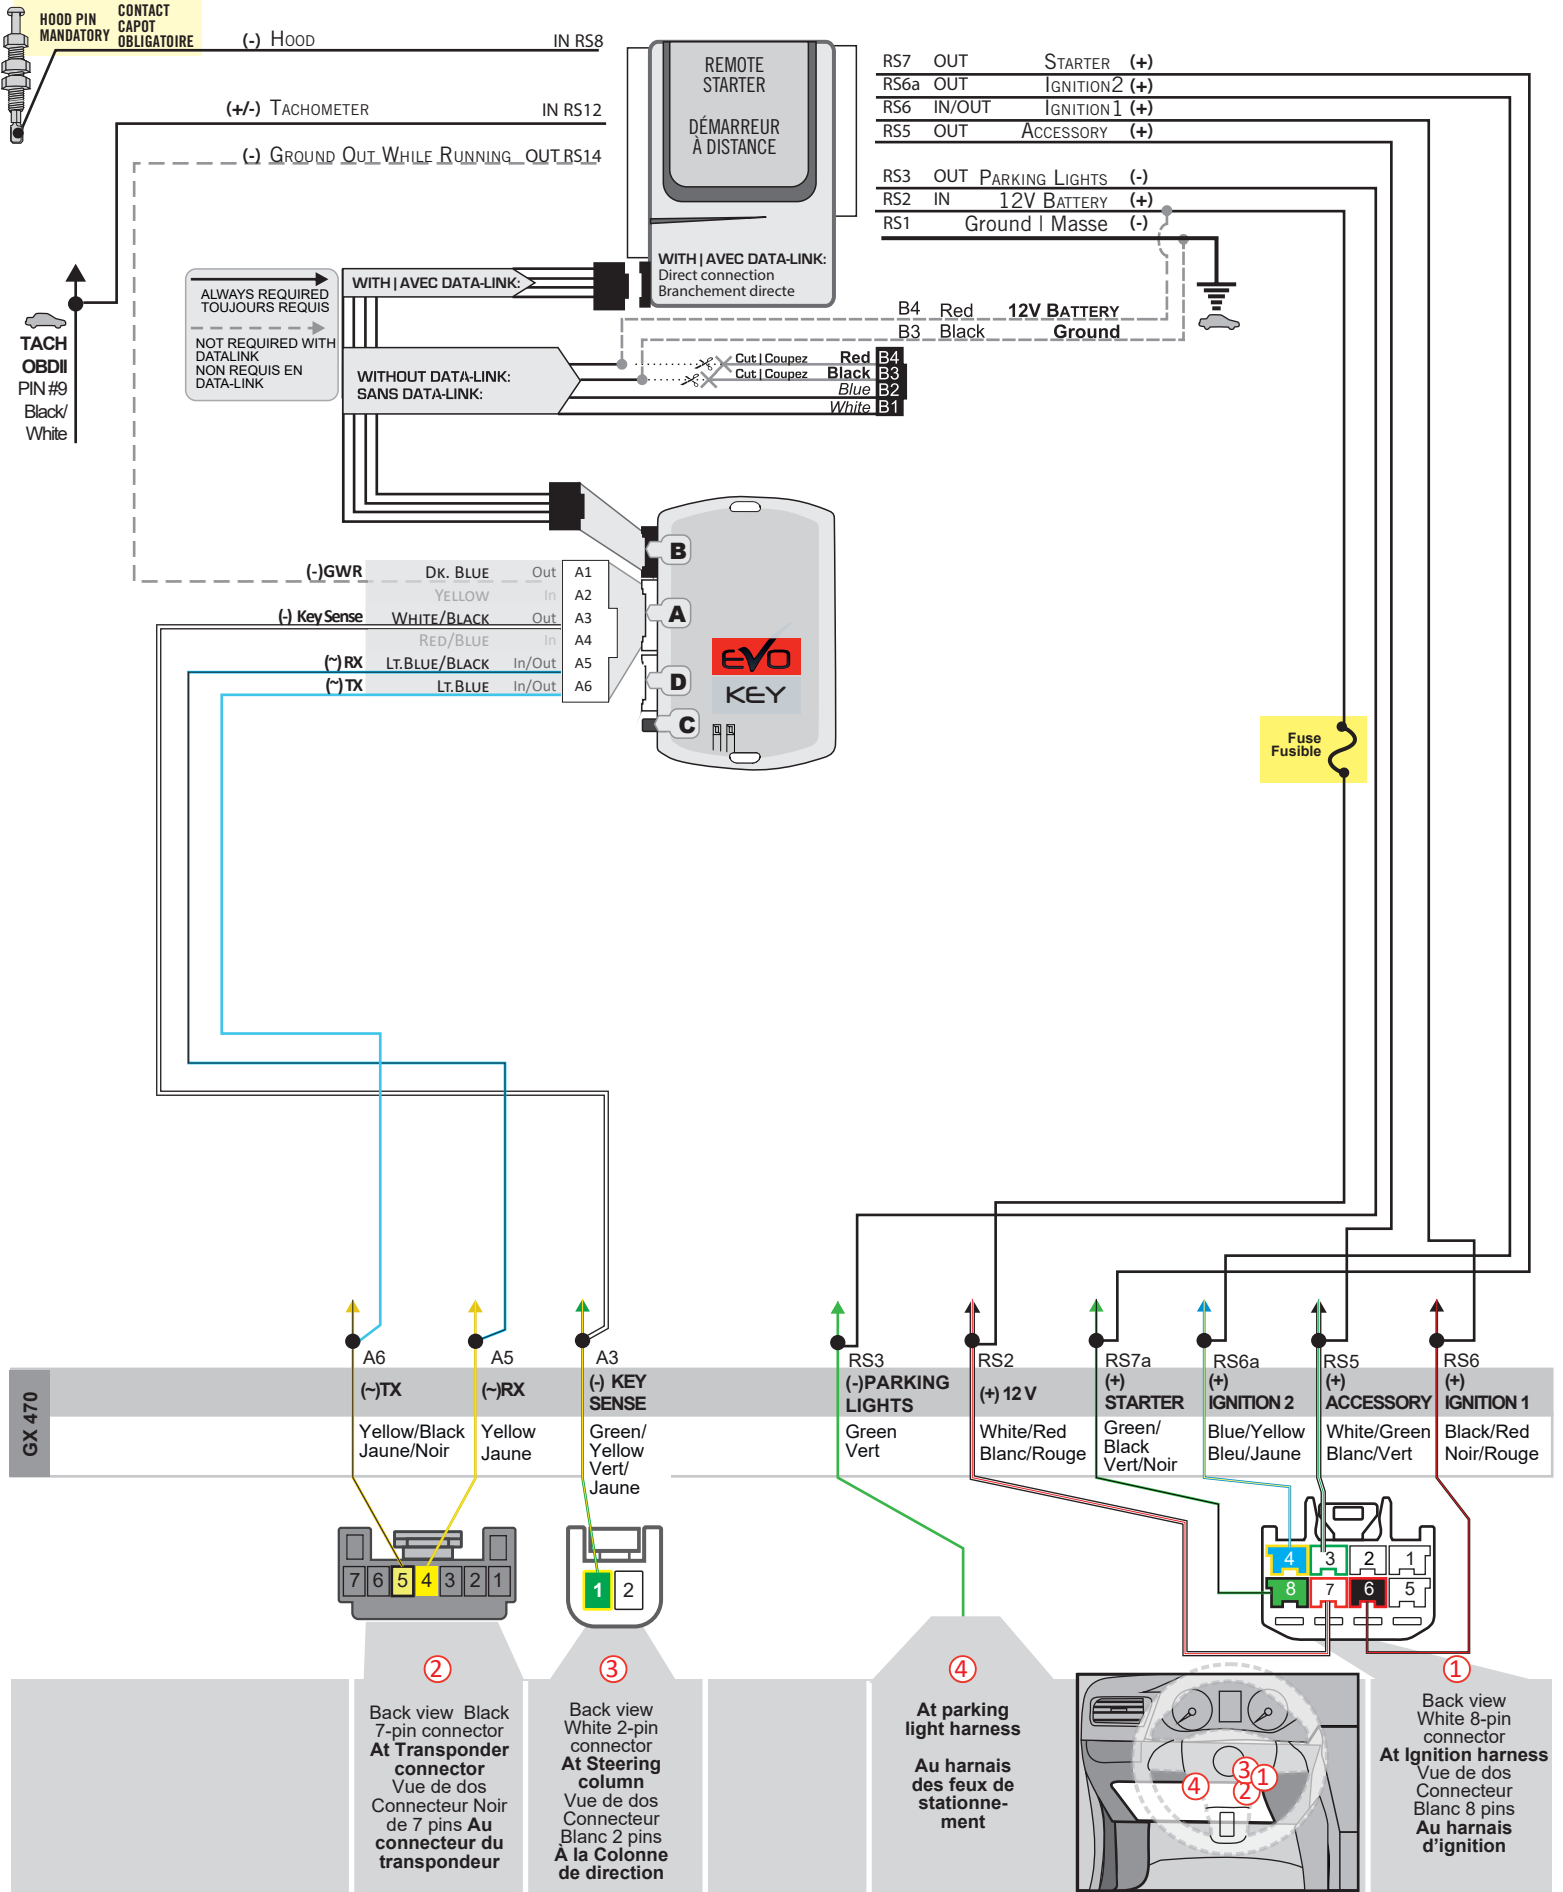 HOOD PIN
MANDATORY
CONTACT
CAPOT
OBLIGATOIRE
(-) HOOD IN RS8
(+/-) TACHOMETER IN RS12
(-) GROUND OUT WHILE RUNNING OUT RS14
REMOTE
STARTER
DÉMARREUR
À DISTANCE
WITH | AVEC DATA-LINK:
Direct connection
Branchement directe
RS7 OUT STARTER (+)
RS6a OUT IGNITION2 (+)
RS6 IN/OUT IGNITION1 (+)
RS5 OUT ACCESSORY (+)
RS3 OUT PARKING LIGHTS (-)
RS2 IN 12V BATTERY (+)
RS1 Ground | Masse (-)
ALWAYS REQUIRED
TOUJOURS REQUIS
NOT REQUIRED WITH
DATALINK
NON REQUIS EN
DATA-LINK
WITH | AVEC DATA-LINK:
WITHOUT DATA-LINK:
SANS DATA-LINK:
B4 Red 12V BATTERY
B3 Black Ground
Cut | Coupez Red B4
Cut | Coupez Black B3
Blue B2
White B1
TACH
OBDII
PIN #9
Black/
White
(-)GWR DK. BLUE Out A1
YELLOW In A2
(-) Key Sense WHITE/BLACK Out A3
RED/BLUE In A4
(~) RX LT.BLUE/BLACK In/Out A5
(~) TX LT.BLUE In/Out A6
B
A
D
C
EVO
KEY
Fuse
Fusible
GX 470
A6
(~)TX
Yellow/Black
Jaune/Noir
A5
(~)RX
Yellow
Jaune
A3
(-) KEY
SENSE
Green/
Yellow
Vert/
Jaune
RS3
(-)PARKING
LIGHTS
Green
Vert
RS2
(+) 12 V
White/Red
Blanc/Rouge
RS7a
(+)
STARTER
Green/
Black
Vert/Noir
RS6a
(+)
IGNITION 2
Blue/Yellow
Bleu/Jaune
RS5
(+)
ACCESSORY
White/Green
Blanc/Vert
RS6
(+)
IGNITION 1
Black/Red
Noir/Rouge
7 6 5 4 3 2 1
1 2
4 3 2 1
8 7 6 5
②
Back view Black
7-pin connector
At Transponder
connector
Vue de dos
Connecteur Noir
de 7 pins Au
connecteur du
transpondeur
③
Back view
White 2-pin
connector
At Steering
column
Vue de dos
Connecteur
Blanc 2 pins
À la Colonne
de direction
④
At parking
light harness
Au harnais
des feux de
stationne-
ment
③
①
④
②
①
Back view
White 8-pin
connector
At Ignition harness
Vue de dos
Connecteur
Blanc 8 pins
Au harnais
d'ignition